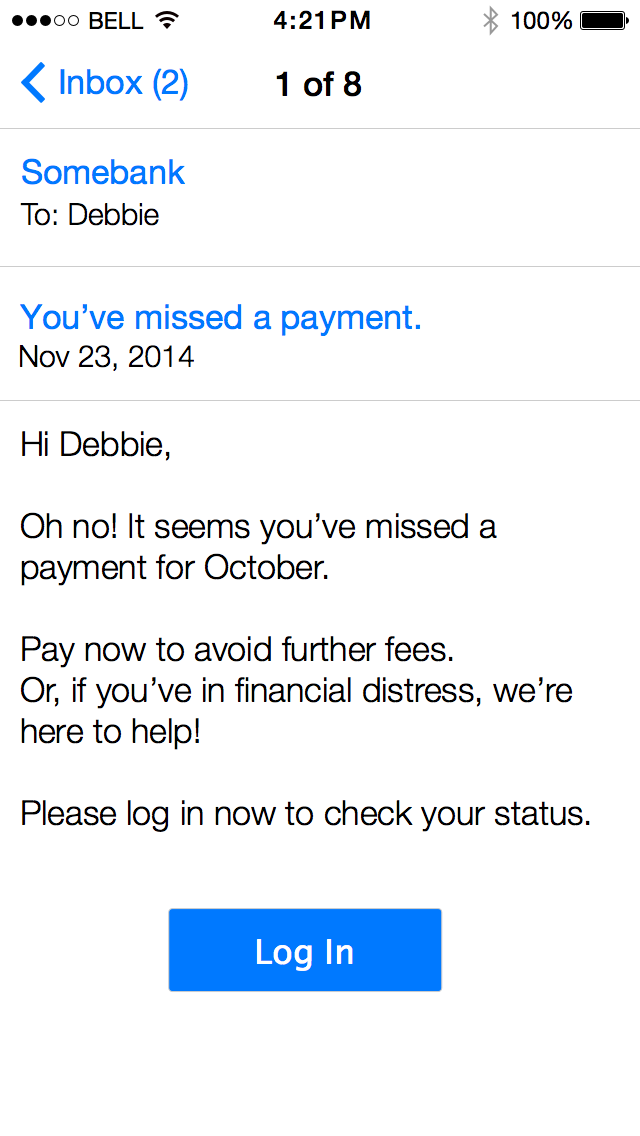 BELL 4:21PM 100%
Inbox (2) 1 of 8
Somebank
To: Debbie
You’ve missed a payment.
Nov 23, 2014
Hi Debbie,
Oh no! It seems you’ve missed a
payment for October.
Pay now to avoid further fees.
Or, if you’ve in financial distress, we’re
here to help!
Please log in now to check your status.
Log In